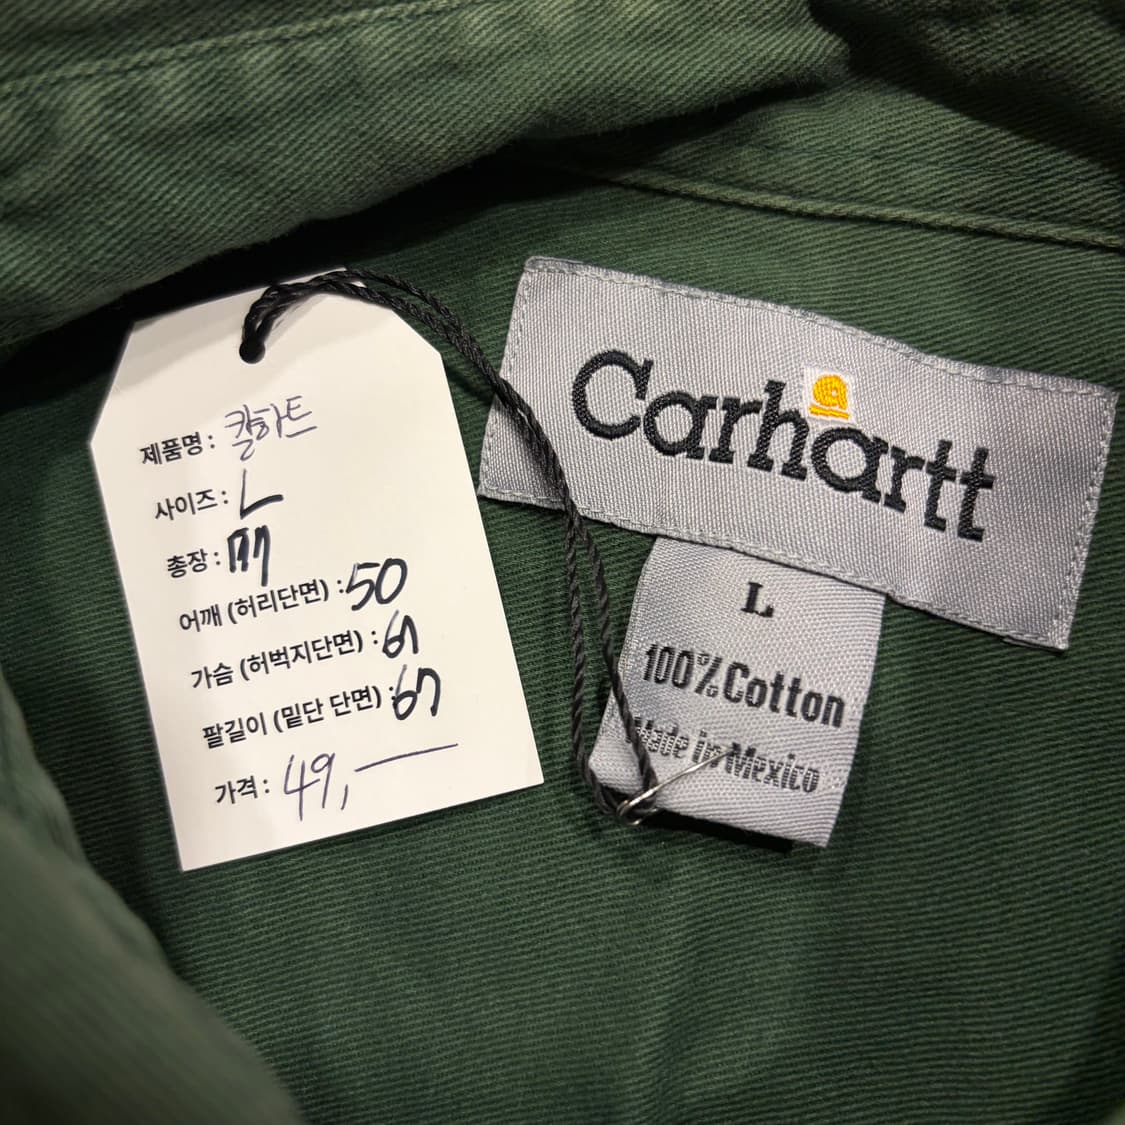 제품명 : 칼하트
사이즈 : L
총장 :
어깨 (허리단면) : 50
가슴 (허벅지단면) : 61
팔길이 (밑단 단면) : 67
가격 : 49,—
Carhartt
L
100% Cotton
Made in Mexico